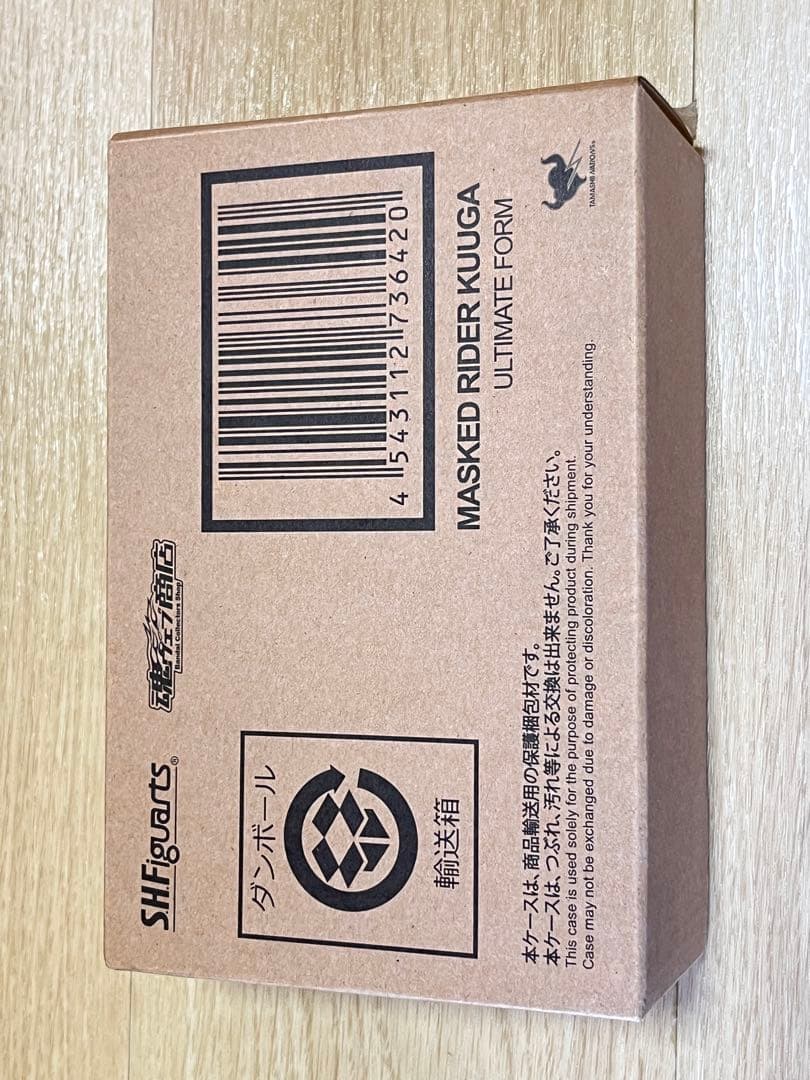 S.H.Figuarts®
魂ウェブ商店
Bandai Collectors Shop
4 543112 736420
MASKED RIDER KUUGA
ULTIMATE FORM
TAMASHII NATIONS®
ダンボール
輸送箱
本ケースは、商品輸送用の保護梱包材です。
本ケースは、つぶれ、汚れ等による交換は出来ません。ご了承ください。
This case is used solely for the purpose of protecting product during shipment.
Case may not be exchanged due to damage or discoloration. Thank you for your understanding.